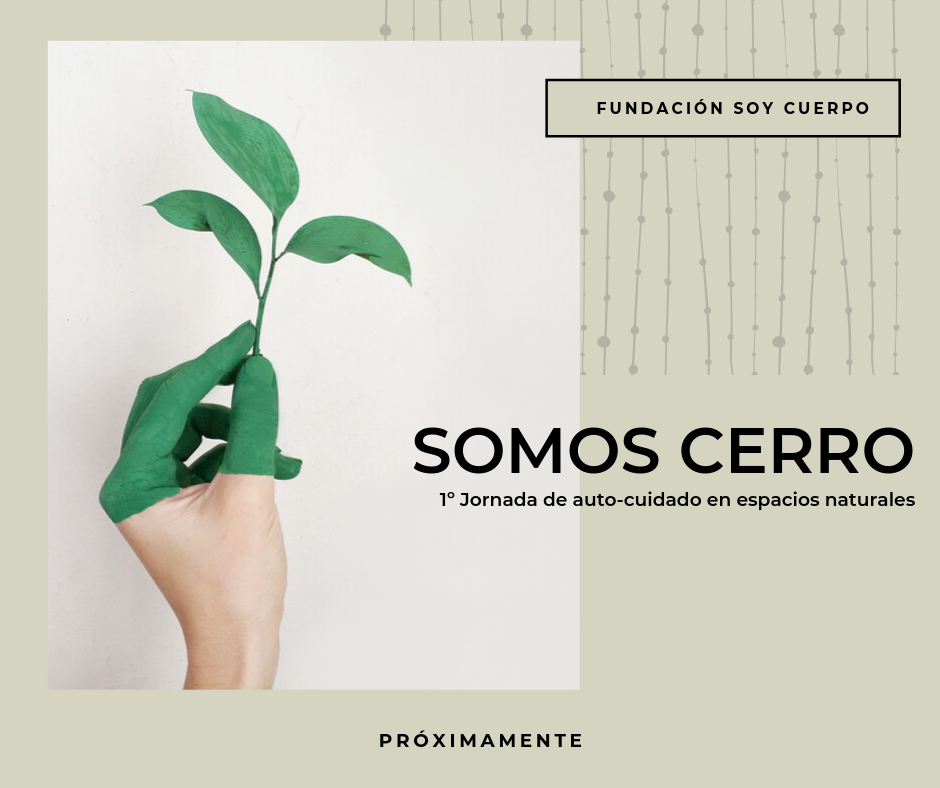 FUNDACIÓN SOY CUERPO
SOMOS CERRO
1º Jornada de auto-cuidado en espacios naturales
PRÓXIMAMENTE